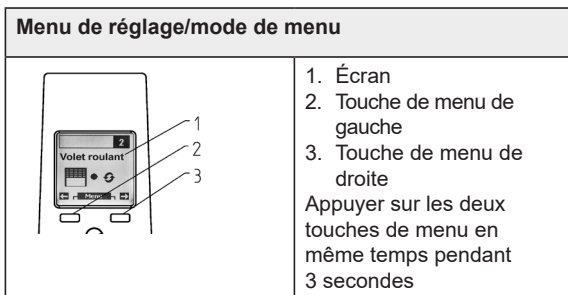 Menu de réglage/mode de menu
2
Volet roulant
Menu
1
2
3
1. Écran
2. Touche de menu de
gauche
3. Touche de menu de
droite
Appuyer sur les deux
touches de menu en
même temps pendant
3 secondes